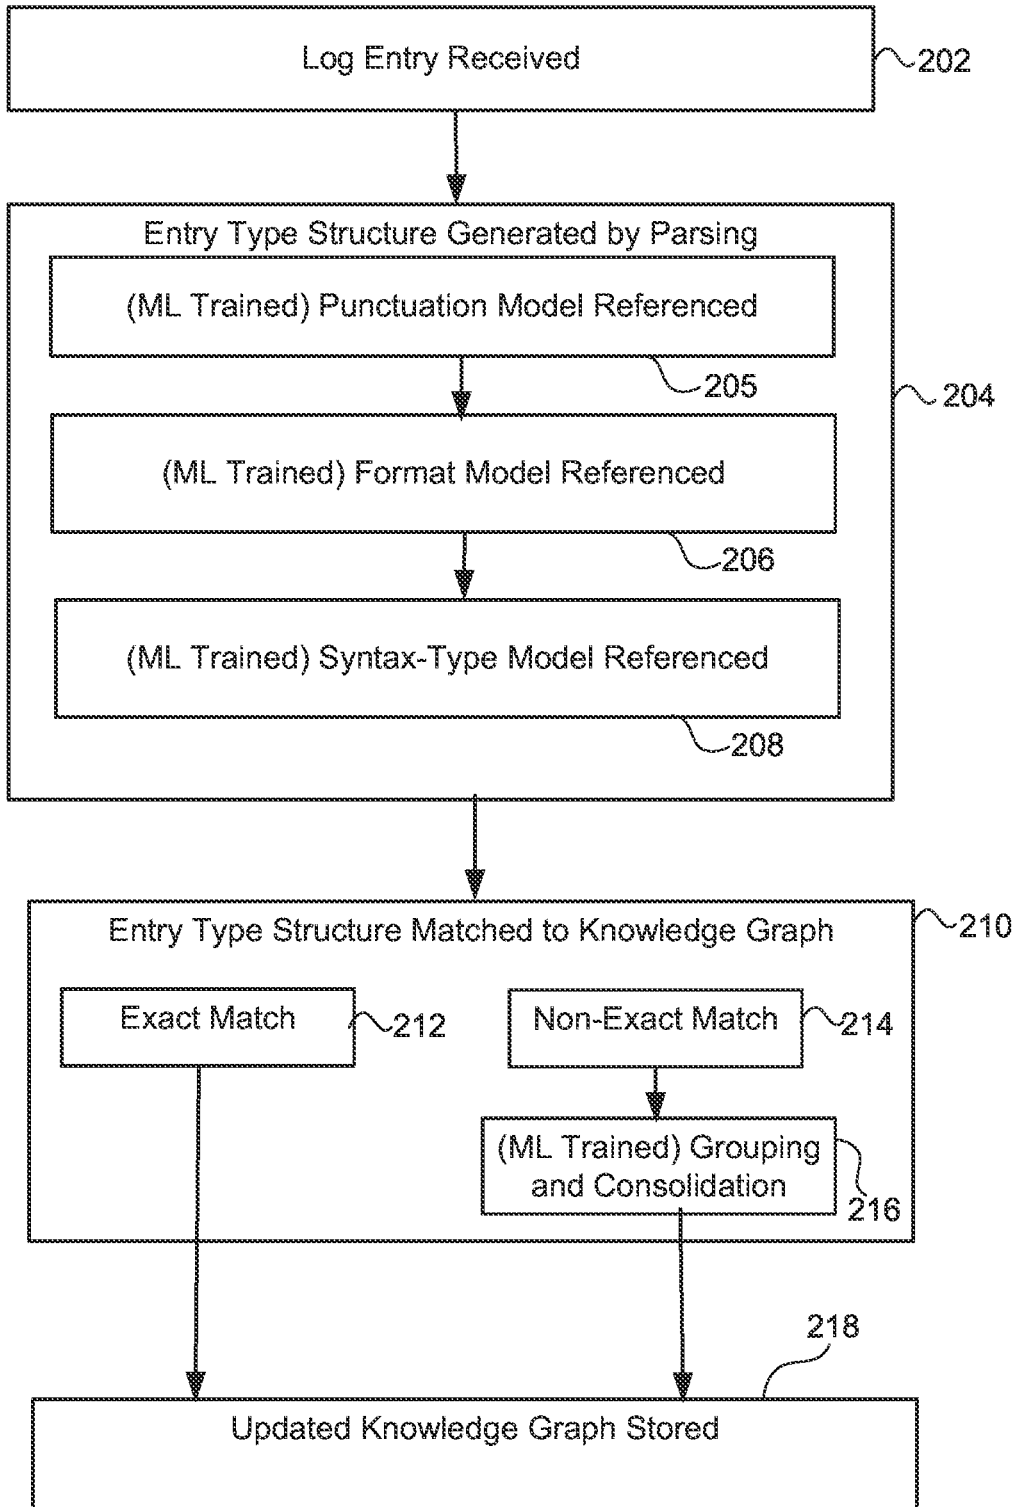 Log Entry Received
202
Entry Type Structure Generated by Parsing
(ML Trained) Punctuation Model Referenced
205
204
(ML Trained) Format Model Referenced
206
(ML Trained) Syntax-Type Model Referenced
208
Entry Type Structure Matched to Knowledge Graph
210
Exact Match
212
Non-Exact Match
214
(ML Trained) Grouping
and Consolidation
216
218
Updated Knowledge Graph Stored